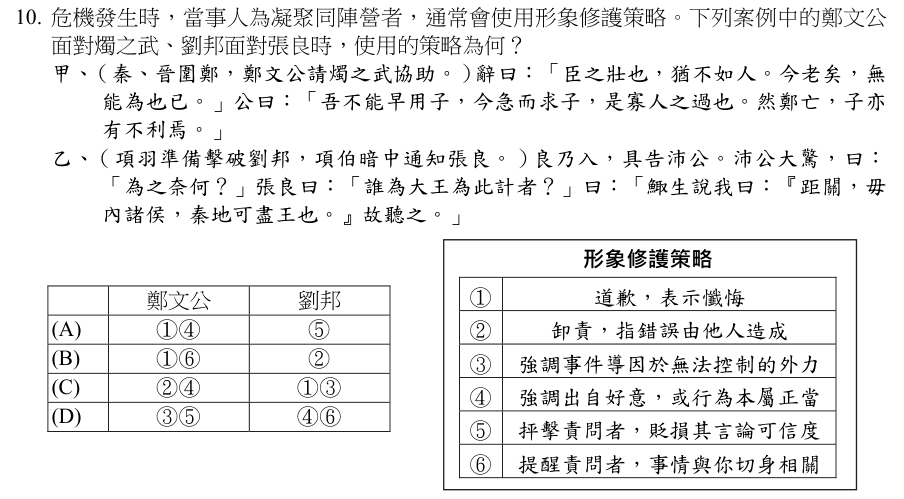 10. 危機發生時，當事人為凝聚同陣營者，通常會使用形象修護策略。下列案例中的鄭文公
面對燭之武、劉邦面對張良時，使用的策略為何？
甲、（秦、晉圍鄭，鄭文公請燭之武協助。）辭曰：「臣之壯也，猶不如人。今老矣，無
能為也已。」公曰：「吾不能早用子，今急而求子，是寡人之過也。然鄭亡，子亦
有不利焉。」
乙、（項羽準備擊破劉邦，項伯暗中通知張良。）良乃入，具告沛公。沛公大驚，曰：
「為之奈何？」張良曰：「誰為大王為此計者？」曰：「鯫生說我曰：『距關，毋
內諸侯，秦地可盡王也。』故聽之。」
鄭文公 劉邦
(A) ①④ ⑤
(B) ①⑥ ②
(C) ②④ ①③
(D) ③⑤ ④⑥
形象修護策略
① 道歉，表示懺悔
② 卸責，指錯誤由他人造成
③ 強調事件導因於無法控制的外力
④ 強調出自好意，或行為本屬正當
⑤ 抨擊責問者，貶損其言論可信度
⑥ 提醒責問者，事情與你切身相關